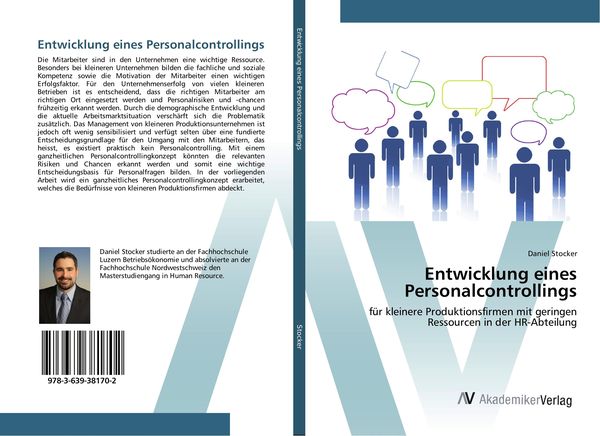 Entwicklung eines Personalcontrollings
Die Mitarbeiter sind in den Unternehmen eine wichtige Ressource.
Besonders bei kleineren Unternehmen bilden die fachliche und soziale
Kompetenz sowie die Motivation der Mitarbeiter einen wichtigen
Erfolgsfaktor. Für den Unternehmenserfolg von vielen kleineren
Betrieben ist es entscheidend, dass die richtigen Mitarbeiter am
richtigen Ort eingesetzt werden und Personalrisiken und -chancen
frühzeitig erkannt werden. Durch die demographische Entwicklung und
die aktuelle Arbeitsmarktsituation verschärft sich die Problematik
zusätzlich. Das Management von kleineren Produktionsunternehmen ist
jedoch oft wenig sensibilisiert und verfügt selten über eine fundierte
Entscheidungsgrundlage für den Umgang mit den Mitarbeitern, das
heisst, es existiert praktisch kein Personalcontrolling. Mit einem
ganzheitlichen Personalcontrollingkonzept könnten die relevanten
Risiken und Chancen erkannt werden und somit eine wichtige
Entscheidungsbasis für Personalfragen bilden. In der vorliegenden
Arbeit wird ein ganzheitliches Personalcontrollingkonzept erarbeitet,
welches die Bedürfnisse von kleineren Produktionsfirmen abdeckt.
Daniel Stocker studierte an der Fachhochschule
Luzern Betriebsökonomie und absolvierte an der
Fachhochschule Nordwestschweiz den
Masterstudiengang in Human Resource.
978-3-639-38170-2
Entwicklung eines Personalcontrollings
Stocker
Daniel Stocker
Entwicklung eines
Personalcontrollings
für kleinere Produktionsfirmen mit geringen
Ressourcen in der HR-Abteilung
AV AkademikerVerlag